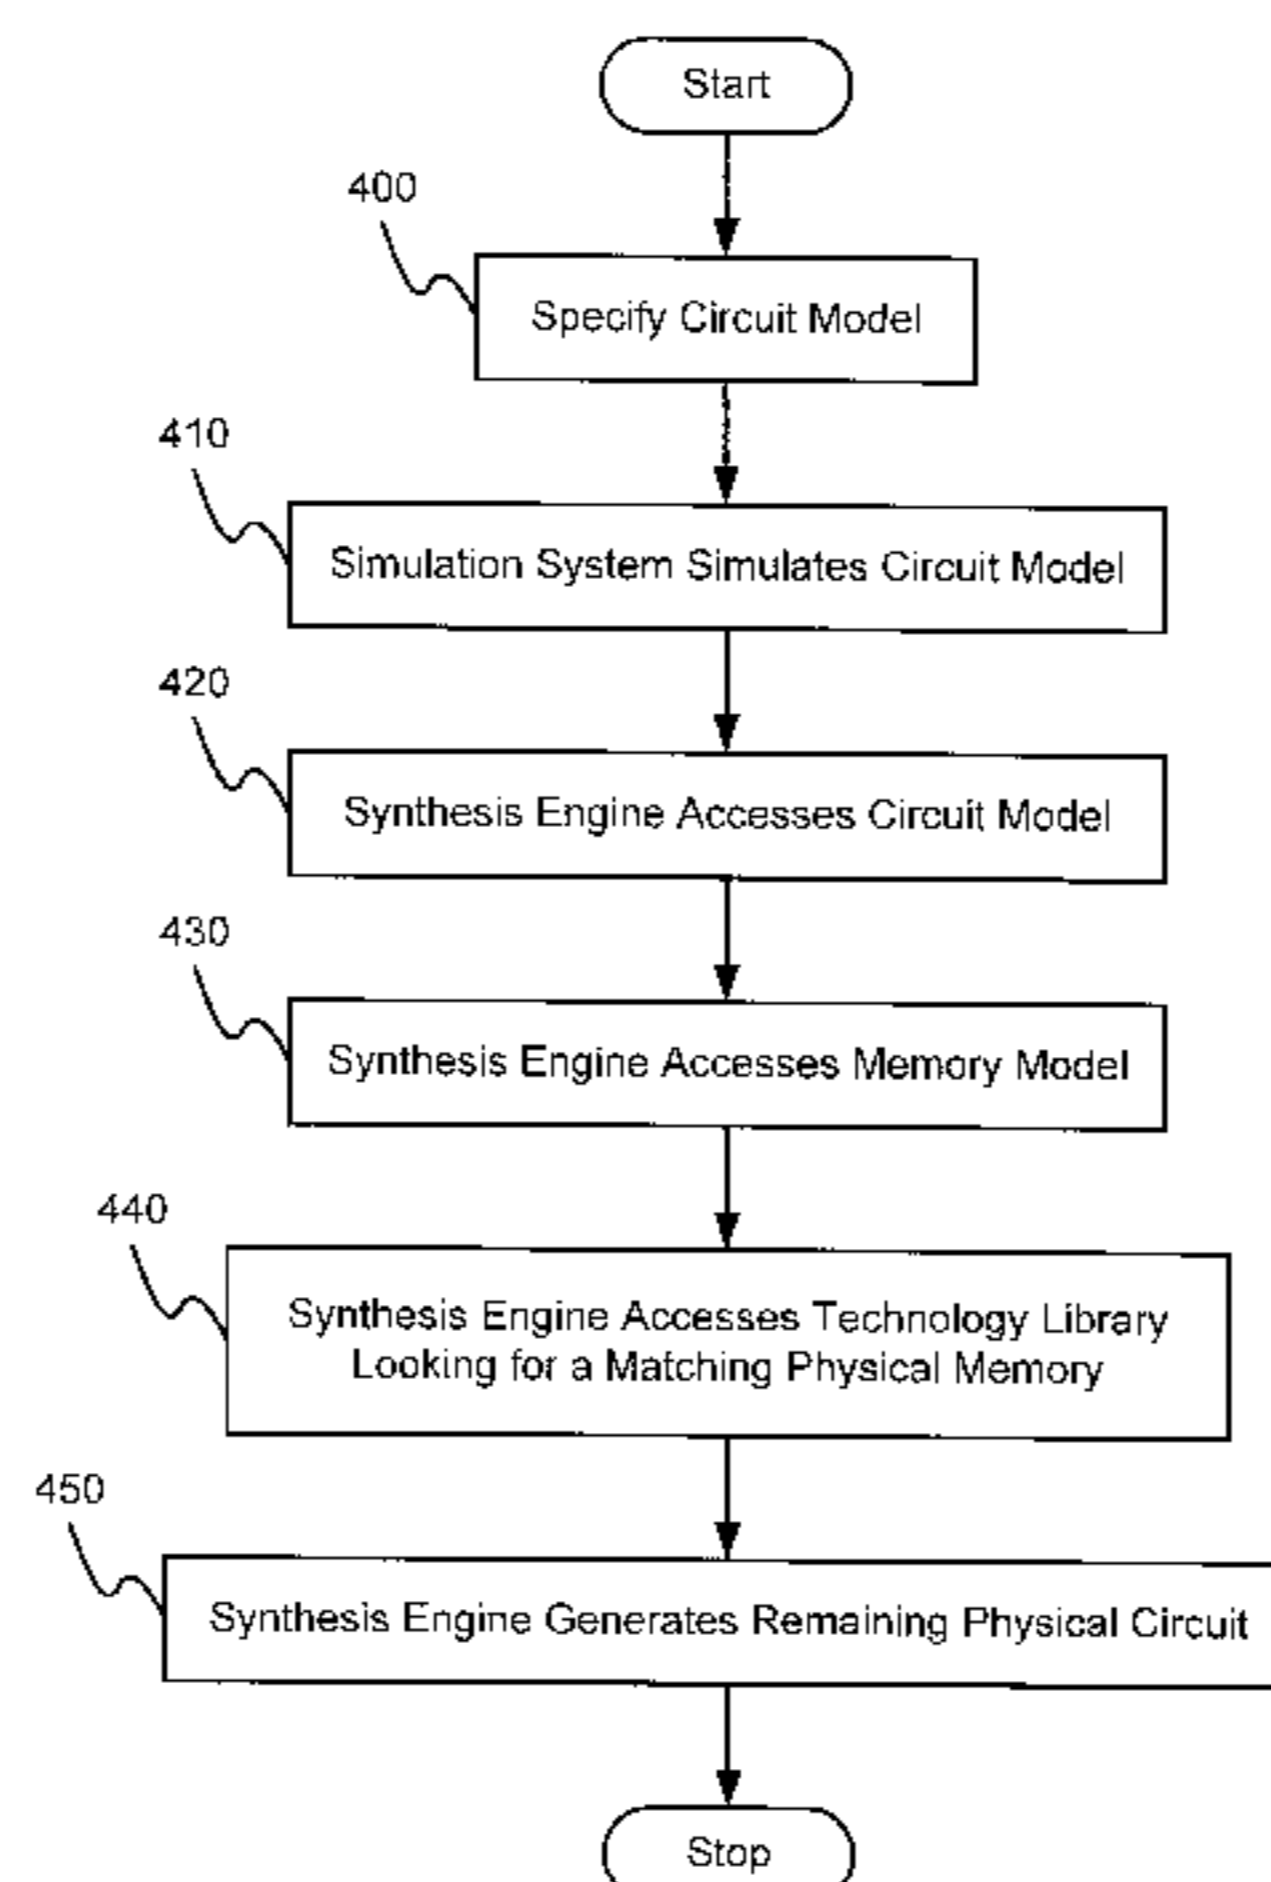 Start
400
Specify Circuit Model
410
Simulation System Simulates Circuit Model
420
Synthesis Engine Accesses Circuit Model
430
Synthesis Engine Accesses Memory Model
440
Synthesis Engine Accesses Technology Library
Looking for a Matching Physical Memory
450
Synthesis Engine Generates Remaining Physical Circuit
Stop